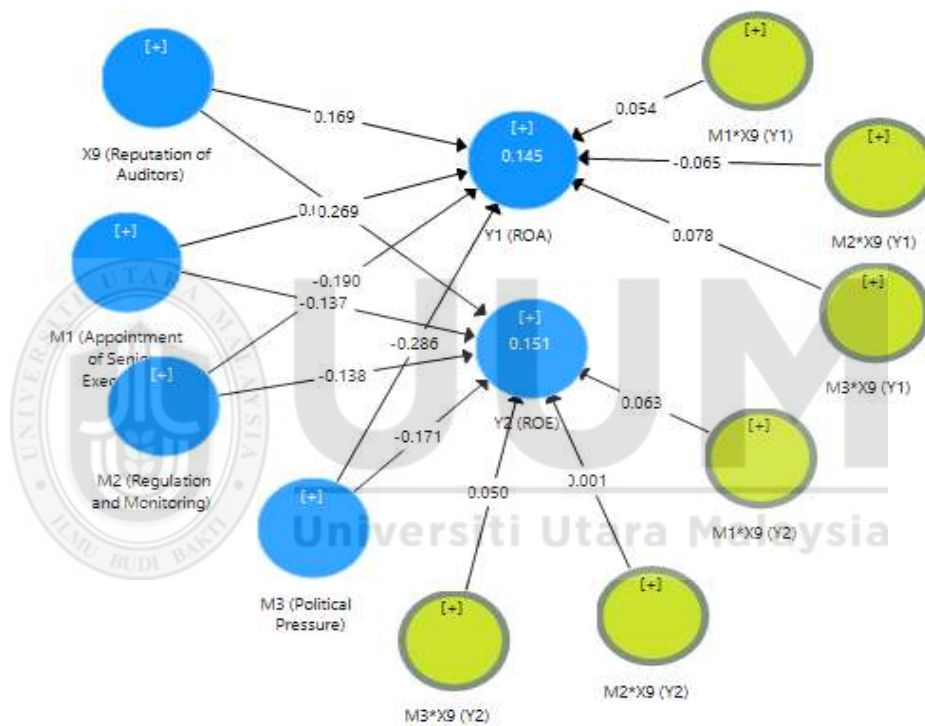 [+]
X9 (Reputation of
Auditors)
[+]
M1 (Appointment
of Senio
Exec
[+]
M2 (Regulation
and Monitoring)
[+]
M3 (Political
Pressure)
0.169
0.269
-0.190
-0.137
-0.286
-0.138
-0.171
[+]
0.145
Y1 (ROA)
[+]
0.151
Y2 (ROE)
0.054
-0.065
0.078
0.063
0.050
0.001
[+]
M1*X9 (Y1)
[+]
M2*X9 (Y1)
[+]
M3*X9 (Y1)
[+]
M1*X9 (Y2)
[+]
M2*X9 (Y2)
[+]
M3*X9 (Y2)
UUM
Universiti Utara Malaysia
UNIVERSITI UTARA MALAYSIA
ILMU BUDI BAKTI